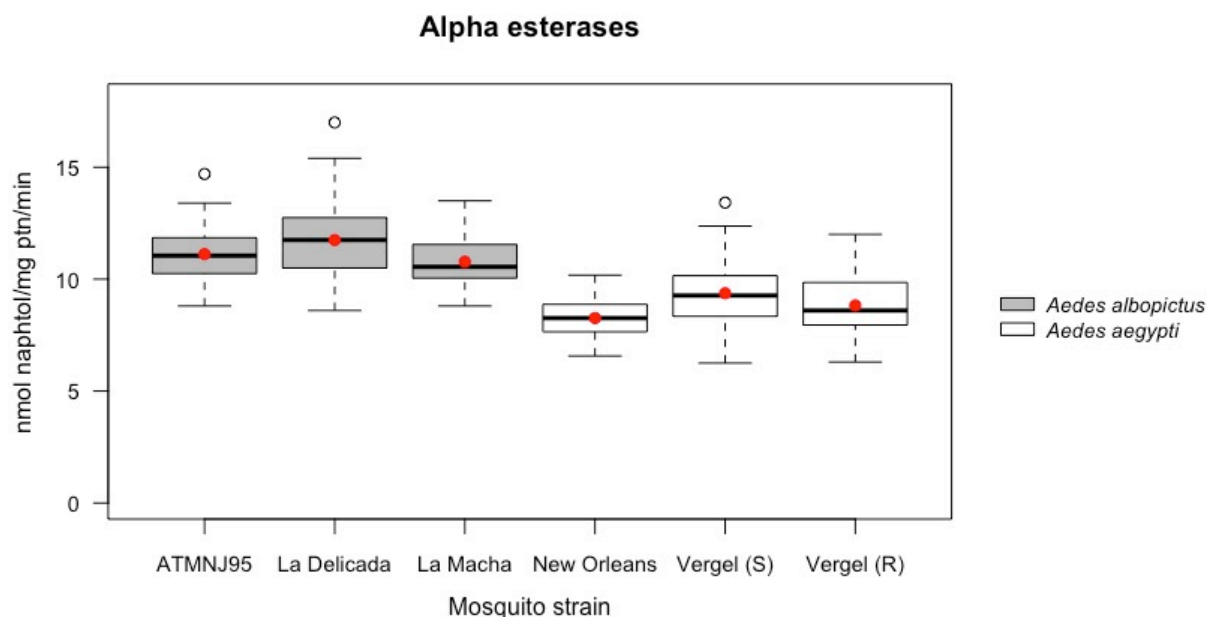 Alpha esterases
nmol naphtol/mg ptn/min
15
10
5
0
ATMNJ95 La Delicada La Macha New Orleans Vergel (S) Vergel (R)
Mosquito strain
Aedes albopictus
Aedes aegypti